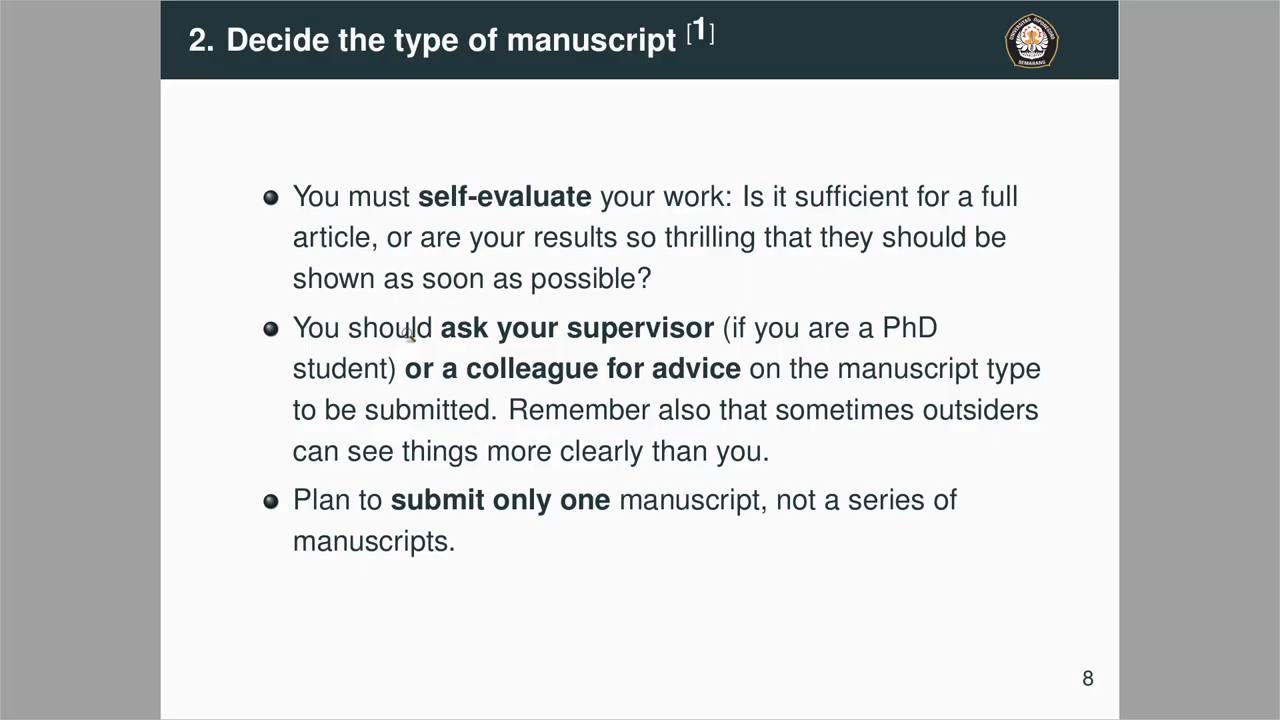 2. Decide the type of manuscript [1]
UNIVERSITAS DIPONEGORO
SEMARANG
You must self-evaluate your work: Is it sufficient for a full
article, or are your results so thrilling that they should be
shown as soon as possible?
You should ask your supervisor (if you are a PhD
student) or a colleague for advice on the manuscript type
to be submitted. Remember also that sometimes outsiders
can see things more clearly than you.
Plan to submit only one manuscript, not a series of
manuscripts.
8